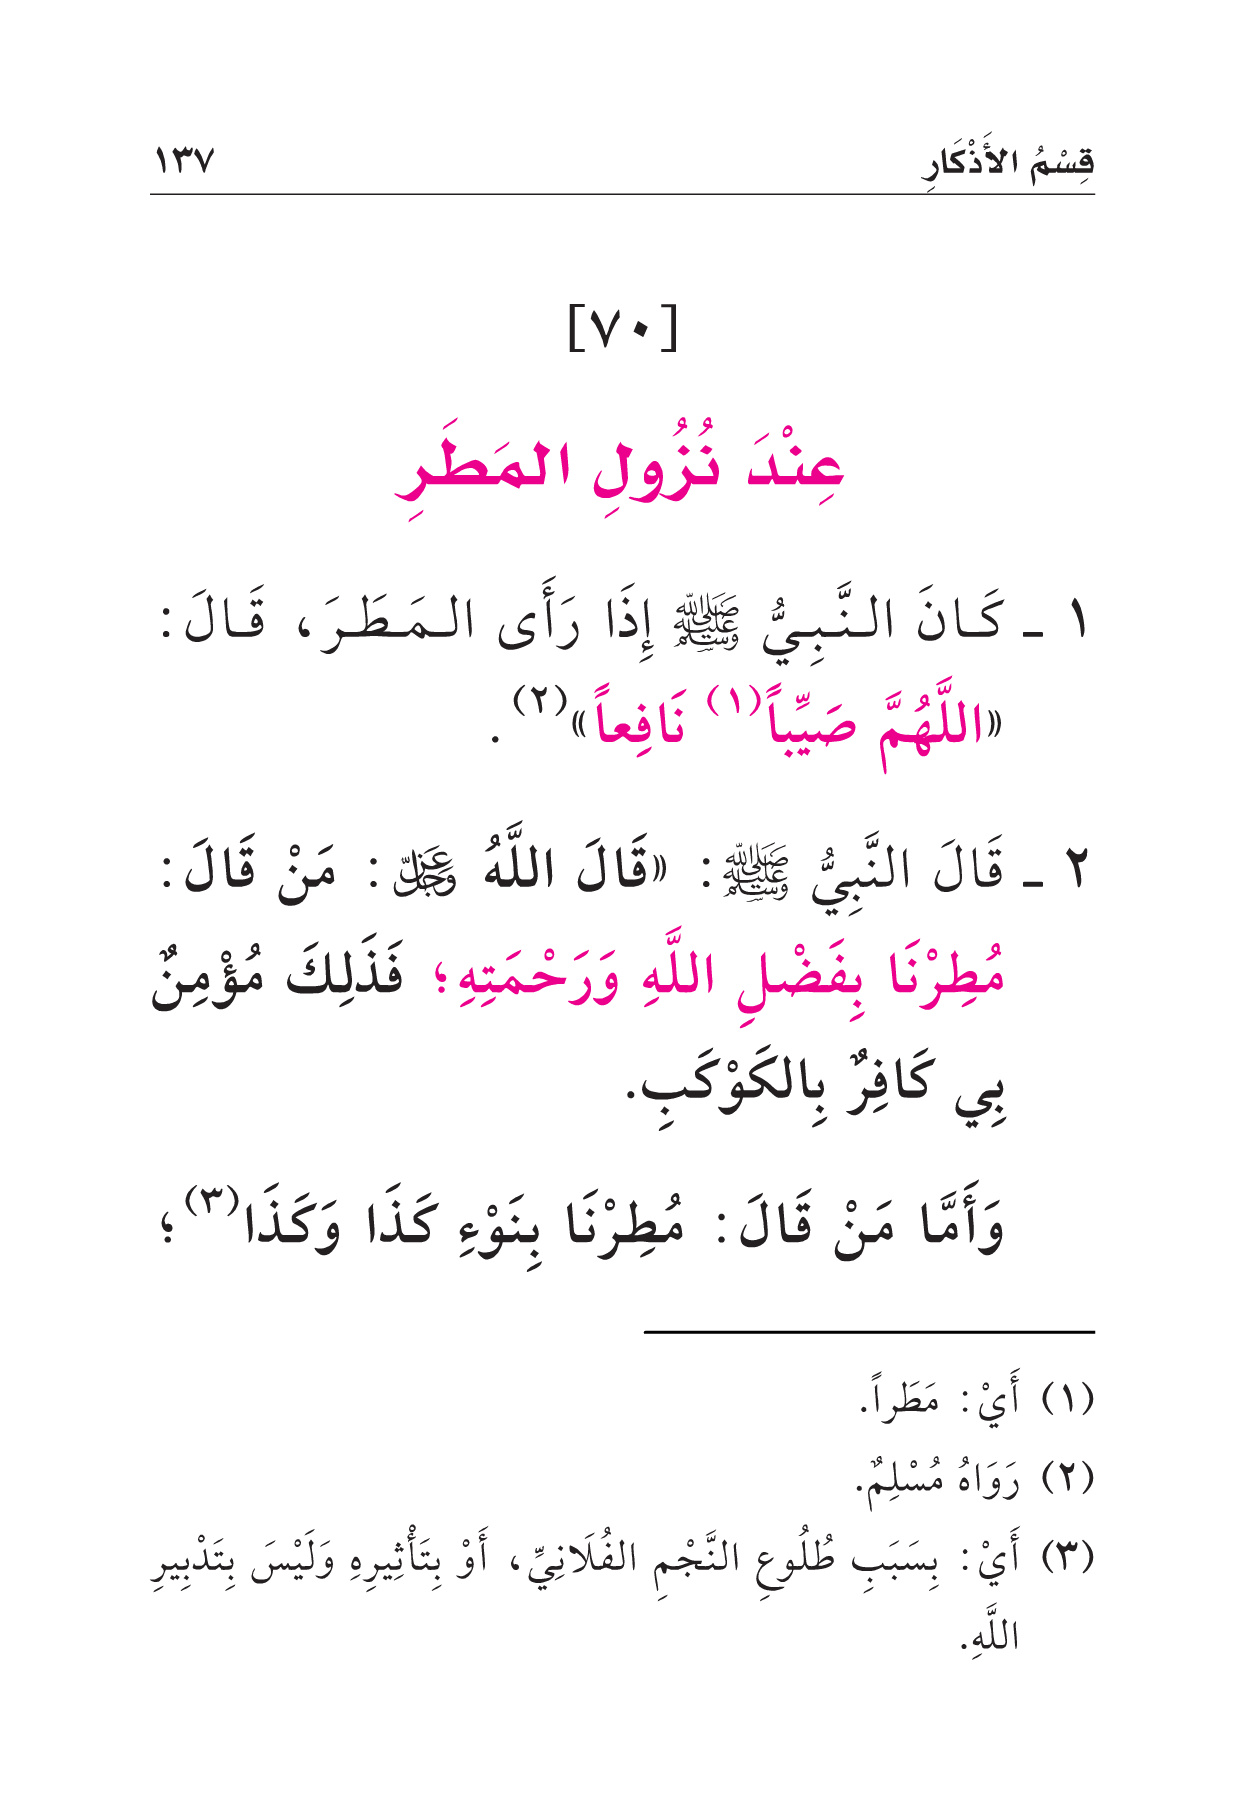 قِسْمُ الأَذْكَارِ ١٣٧
[٧٠]
عِنْدَ نُزُولِ المَطَرِ
١ ـ كَانَ النَّبِيُّ ﷺ إِذَا رَأَى المَطَرَ، قَالَ:
«اللَّهُمَّ صَيِّباً(١) نَافِعاً»(٢).
٢ ـ قَالَ النَّبِيُّ ﷺ: «قَالَ اللَّهُ عَزَّ وَجَلَّ: مَنْ قَالَ:
مُطِرْنَا بِفَضْلِ اللَّهِ وَرَحْمَتِهِ؛ فَذَلِكَ مُؤْمِنٌ
بِي كَافِرٌ بِالكَوْكَبِ.
وَأَمَّا مَنْ قَالَ: مُطِرْنَا بِنَوْءِ كَذَا وَكَذَا(٣)؛
(١) أَيْ: مَطَراً.
(٢) رَوَاهُ مُسْلِمٌ.
(٣) أَيْ: بِسَبَبِ طُلُوعِ النَّجْمِ الفُلَانِيِّ، أَوْ بِتَأْثِيرِهِ وَلَيْسَ بِتَدْبِيرِ
اللَّهِ.